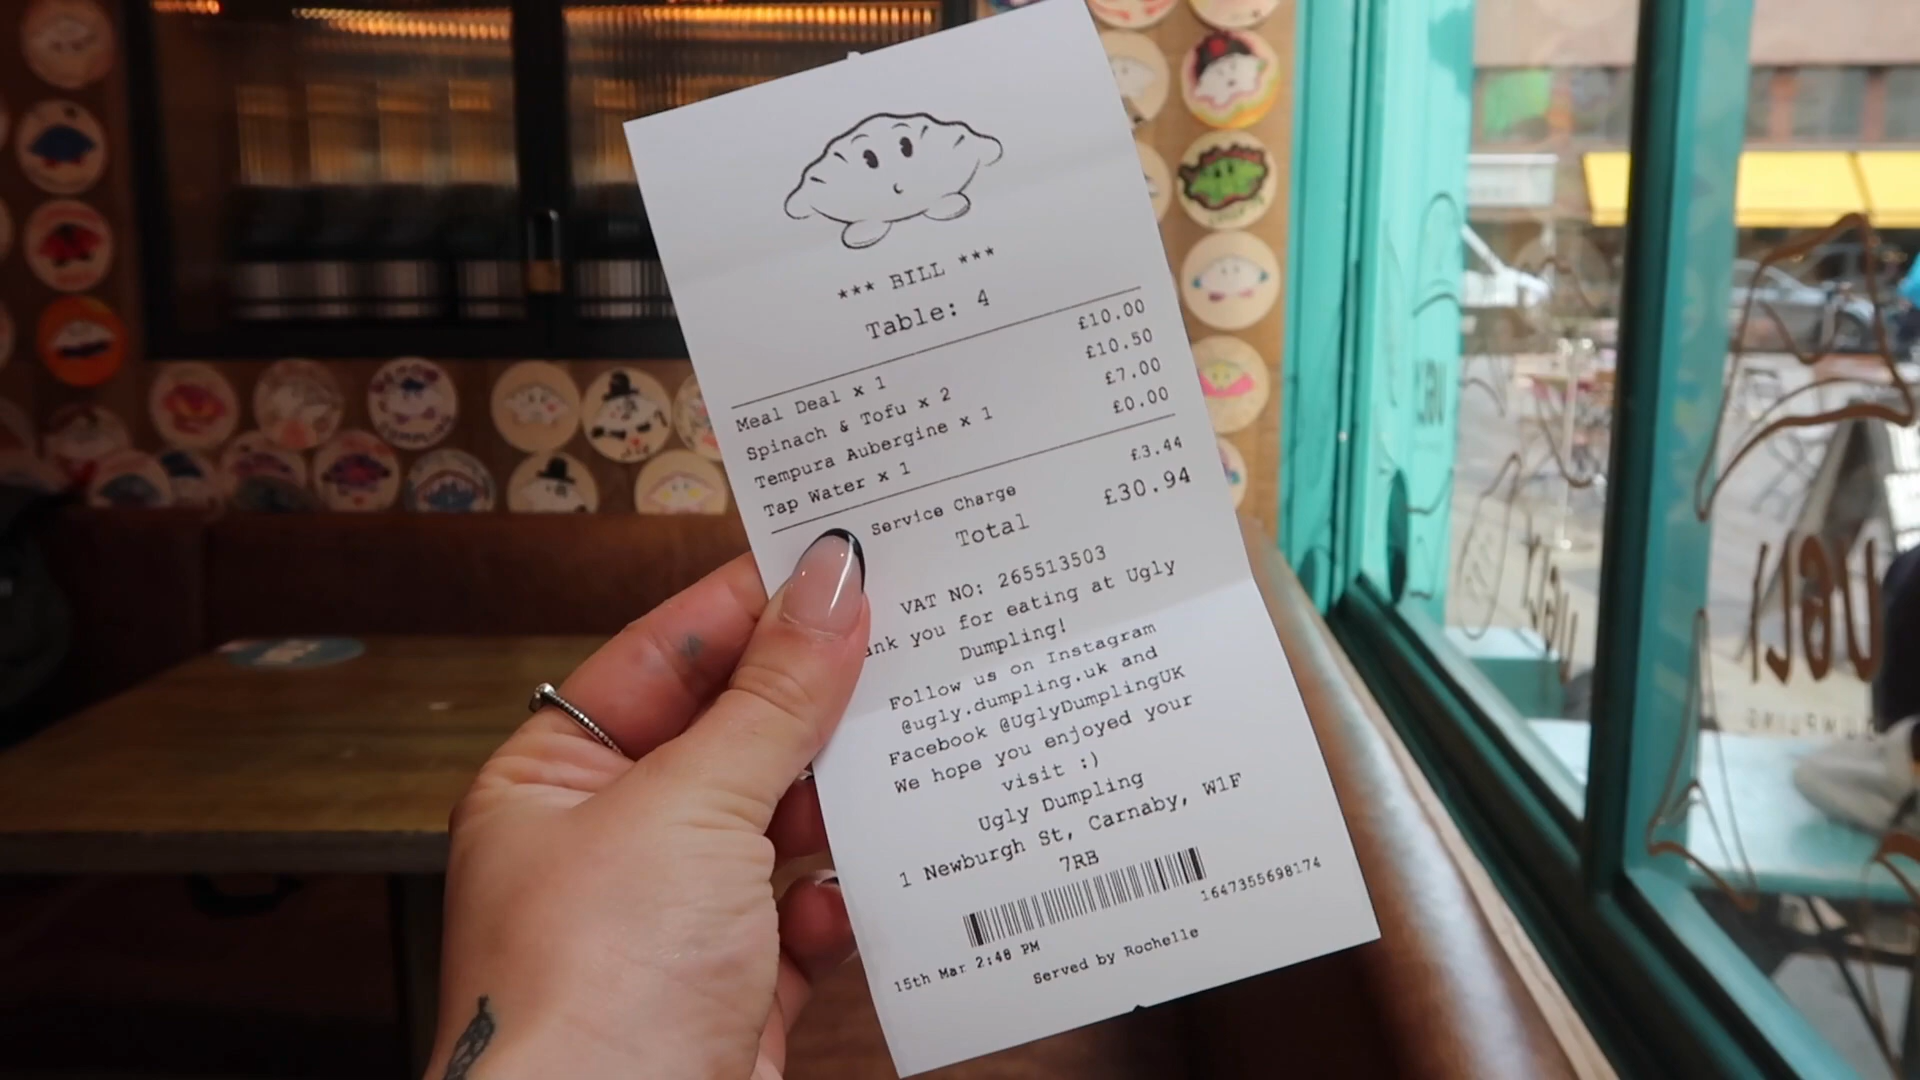 *** BILL ***
Table: 4
Meal Deal x 1 £10.00
Spinach & Tofu x 2 £10.50
Tempura Aubergine x 1 £7.00
Tap Water x 1 £0.00
Service Charge £3.44
Total £30.94
VAT NO: 265513503
ank you for eating at Ugly
Dumpling!
Follow us on Instagram
@ugly.dumpling.uk and
Facebook @UglyDumplingUK
We hope you enjoyed your
visit :)
Ugly Dumpling
1 Newburgh St, Carnaby, W1F
7RB
1647355698174
15th Mar 2:48 PM
Served by Rochelle